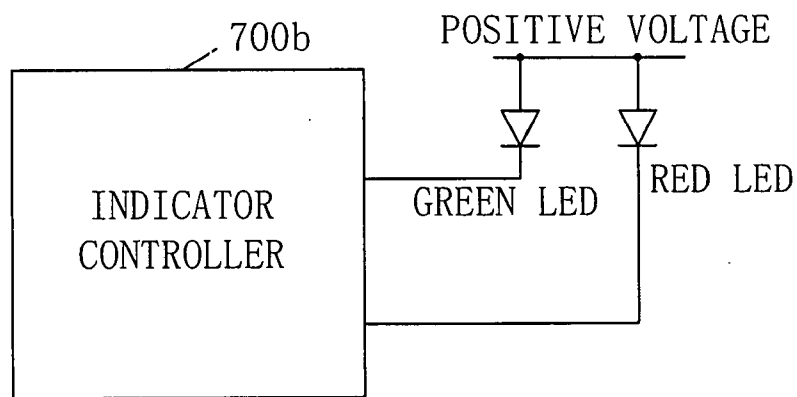 700b
POSITIVE VOLTAGE
INDICATOR
CONTROLLER
GREEN LED
RED LED